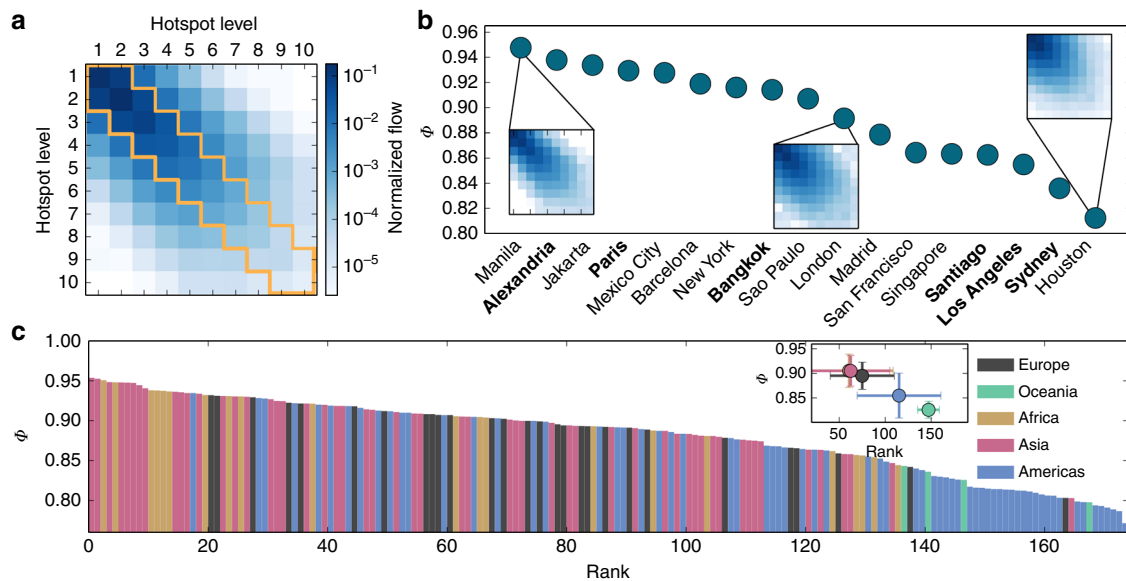 a
Hotspot level
1 2 3 4 5 6 7 8 9 10
Hotspot level
1
2
3
4
5
6
7
8
9
10
10⁻¹
10⁻²
10⁻³
10⁻⁴
10⁻⁵
Normalized flow
b
Φ
0.96
0.94
0.92
0.90
0.88
0.86
0.84
0.82
0.80
Manila
Alexandria
Jakarta
Paris
Mexico City
Barcelona
New York
Bangkok
Sao Paulo
London
Madrid
San Francisco
Singapore
Santiago
Los Angeles
Sydney
Houston
c
Φ
1.00
0.95
0.90
0.85
0.80
0 20 40 60 80 100 120 140 160
Rank
Φ
0.95
0.90
0.85
50 100 150
Rank
Europe
Oceania
Africa
Asia
Americas